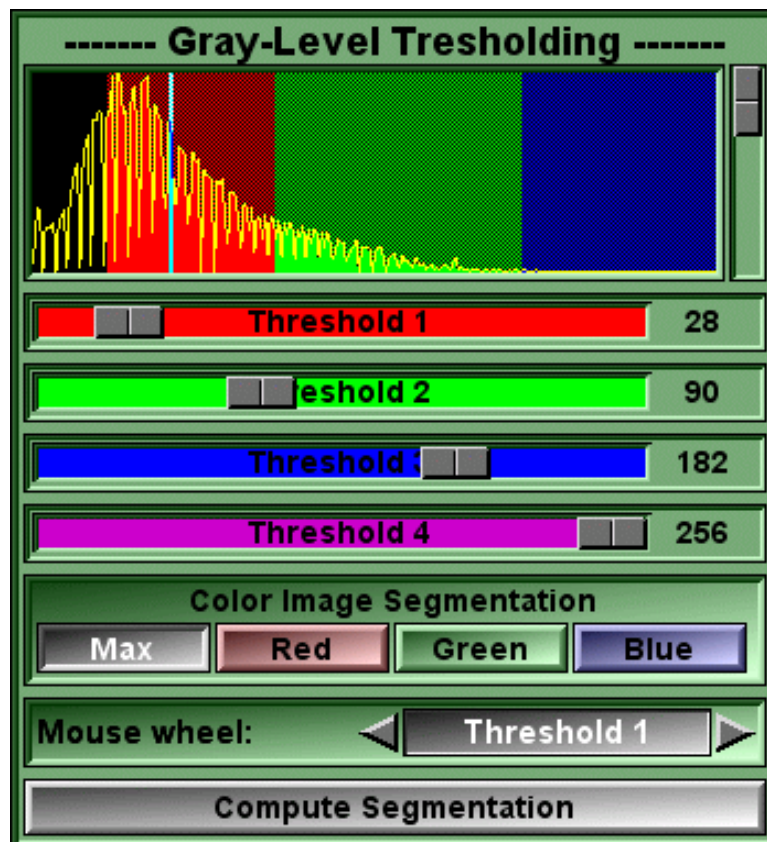 ------- Gray-Level Tresholding -------
Threshold 1 28
eshold 2 90
Threshold 182
Threshold 4 256
Color Image Segmentation
Max Red Green Blue
Mouse wheel: Threshold 1
Compute Segmentation